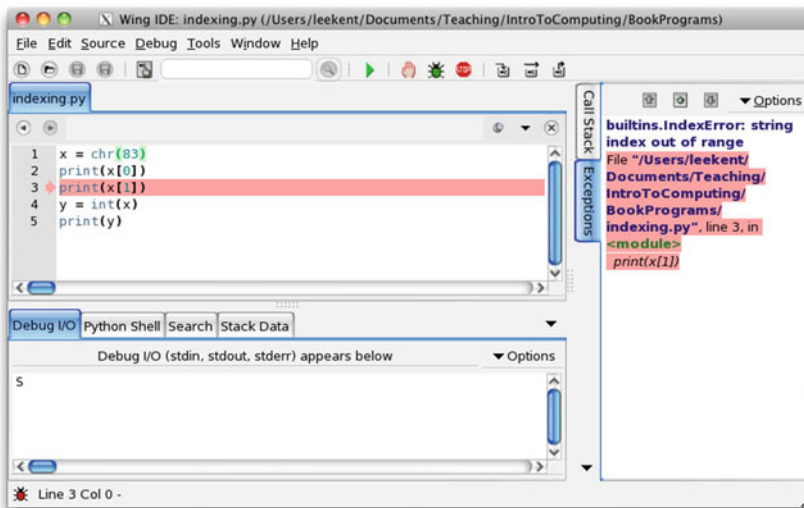 Wing IDE: indexing.py (/Users/leekent/Documents/Teaching/IntroToComputing/BookPrograms)
File Edit Source Debug Tools Window Help
STOP
indexing.py
1 x = chr(83)
2 print(x[0])
3 print(x[1])
4 y = int(x)
5 print(y)
Debug I/O Python Shell Search Stack Data
Debug I/O (stdin, stdout, stderr) appears below Options
S
Call Stack
Exceptions
Options
builtins.IndexError: string
index out of range
File "/Users/leekent/
Documents/Teaching/
IntroToComputing/
BookPrograms/
indexing.py", line 3, in
<module>
print(x[1])
Line 3 Col 0 -